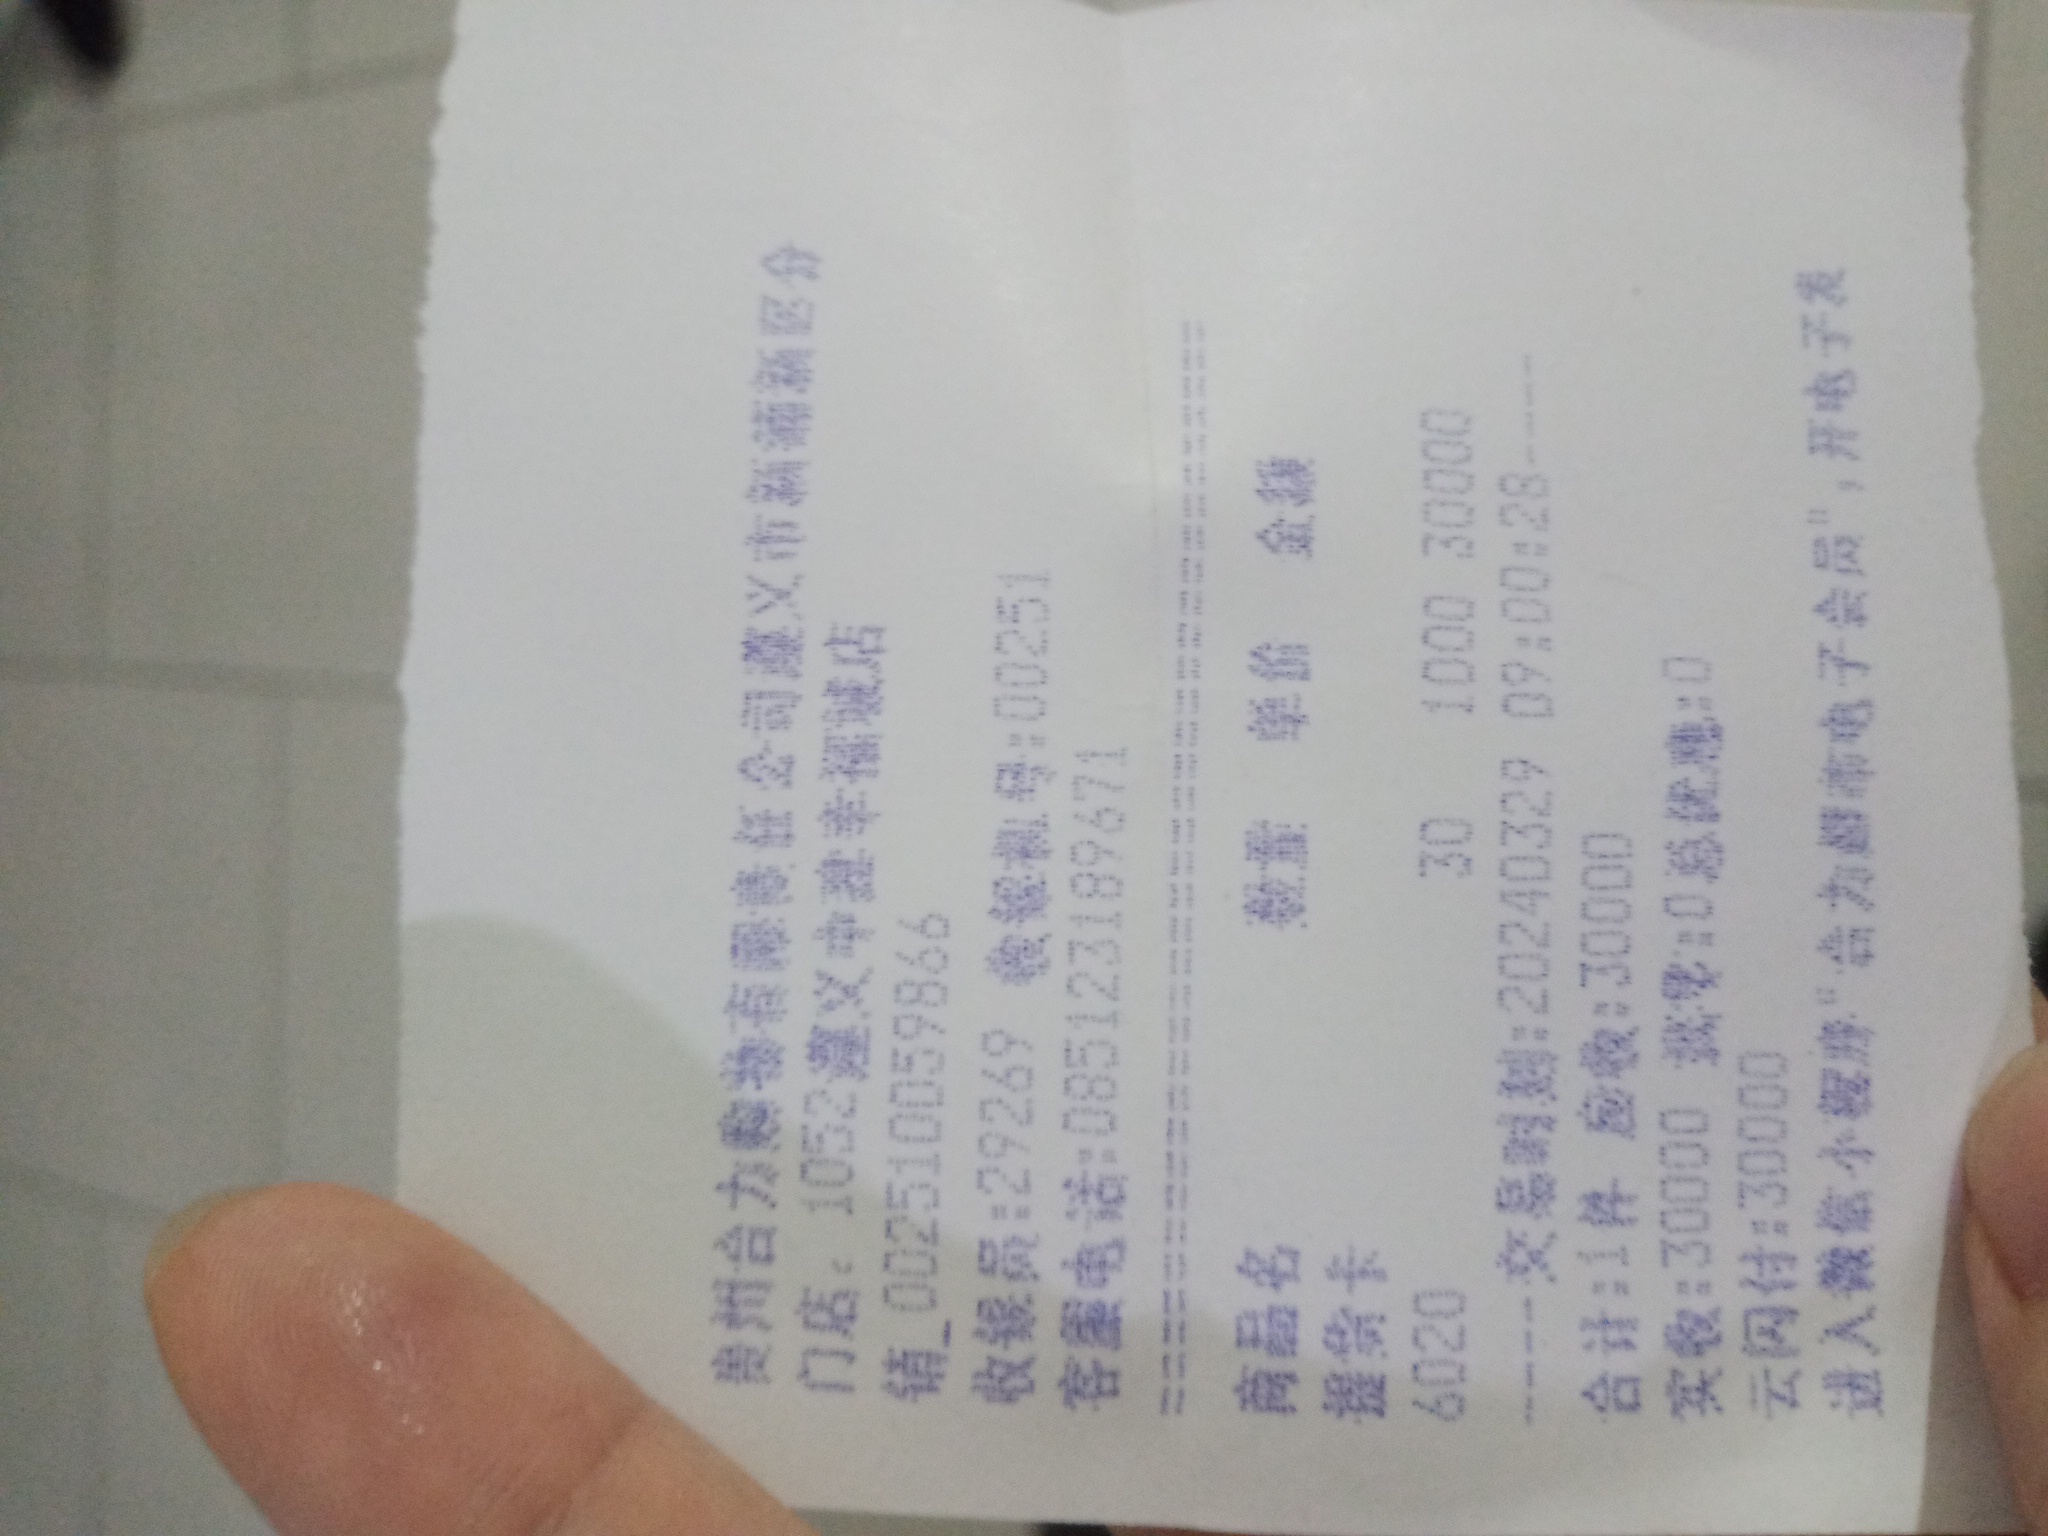 贵州合力购物有限责任公司遵义市新蒲新区分
门店: 1052遵义中建幸福诚店
销_002510059866
收银员:29269 收银机号:00251
客服电话:085123189671
==============================
商品名 数量 单价 金额
提货卡
6020 30 1000 30000
-----交易时刻:20240329 09:00:28----
合计:1件 应收:30000
实收:30000 找零:0总优惠:0
云网付:30000
进入微信小程序"合力超市电子会员",开电子发